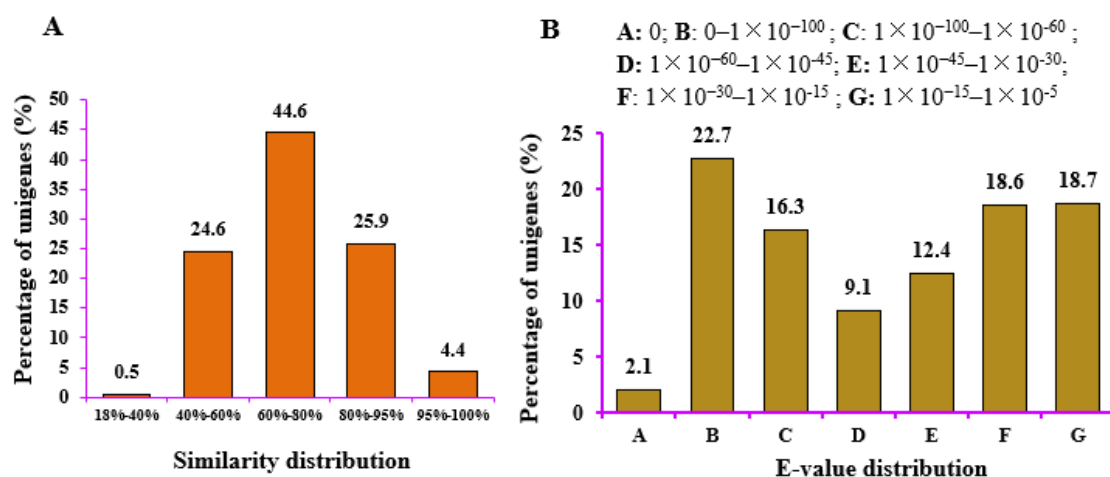 A
Percentage of unigenes (%)
50
45
40
35
30
25
20
15
10
5
0
0.5
24.6
44.6
25.9
4.4
18%-40%
40%-60%
60%-80%
80%-95%
95%-100%
Similarity distribution
B
A: 0; B: 0–1×10⁻¹⁰⁰ ; C: 1×10⁻¹⁰⁰–1×10⁻⁶⁰ ;
D: 1×10⁻⁶⁰–1×10⁻⁴⁵; E: 1×10⁻⁴⁵–1×10⁻³⁰;
F: 1×10⁻³⁰–1×10⁻¹⁵ ; G: 1×10⁻¹⁵–1×10⁻⁵
Percentage of unigenes (%)
25
20
15
10
5
0
2.1
22.7
16.3
9.1
12.4
18.6
18.7
A
B
C
D
E
F
G
E-value distribution